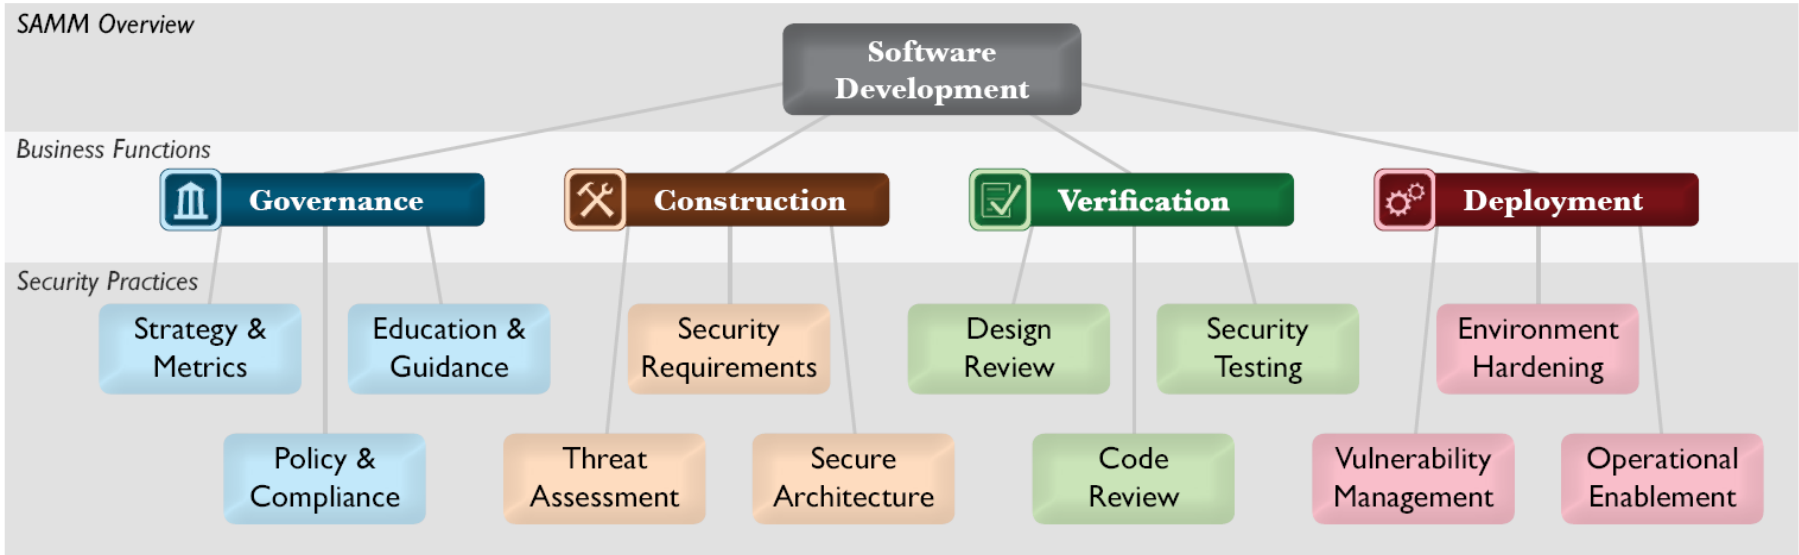 SAMM Overview
Software
Development
Business Functions
Governance
Construction
Verification
Deployment
Security Practices
Strategy &
Metrics
Education &
Guidance
Security
Requirements
Design
Review
Security
Testing
Environment
Hardening
Policy &
Compliance
Threat
Assessment
Secure
Architecture
Code
Review
Vulnerability
Management
Operational
Enablement